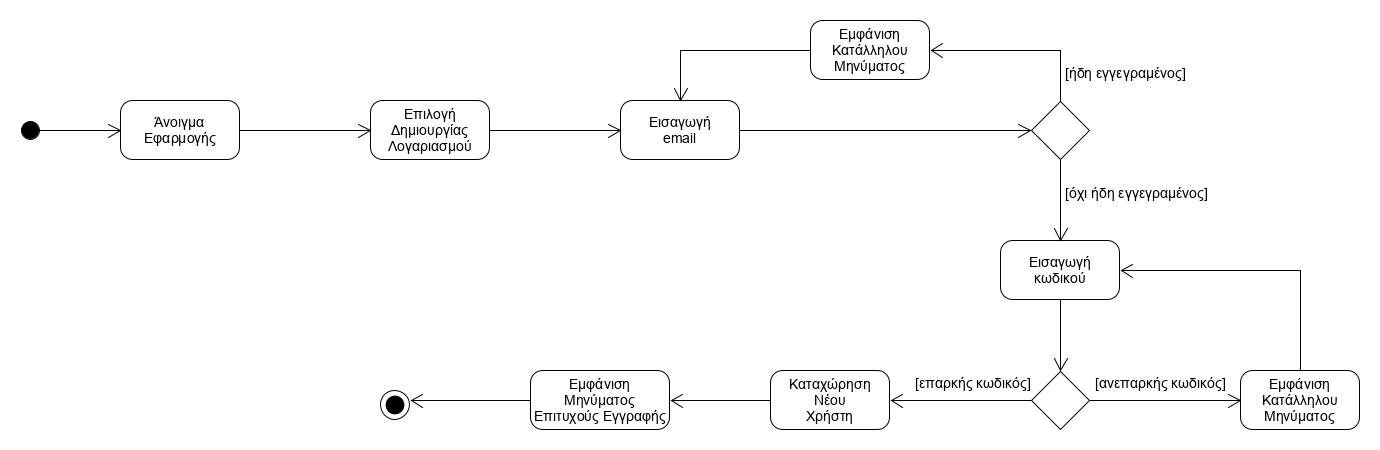 Εμφάνιση
Κατάλληλου
Μηνύματος
[ήδη εγγεγραμένος]
Άνοιγμα
Εφαρμογής
Επιλογή
Δημιουργίας
Λογαριασμού
Εισαγωγή
email
[όχι ήδη εγγεγραμένος]
Εισαγωγή
κωδικού
Εμφάνιση
Μηνύματος
Επιτυχούς Εγγραφής
Καταχώρηση
Νέου
Χρήστη
[επαρκής κωδικός]
[ανεπαρκής κωδικός]
Εμφάνιση
Κατάλληλου
Μηνύματος